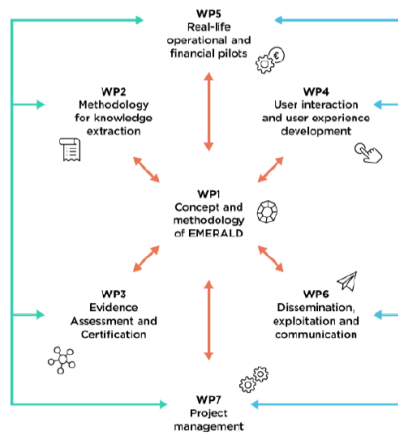 WP5
Real-life
operational and
financial pilots
€
WP2
Methodology
for knowledge
extraction
WP4
User interaction
and user experience
development
WP1
Concept and
methodology
of EMERALD
WP3
Evidence
Assessment and
Certification
WP6
Dissemination,
exploitation and
communication
WP7
Project
management